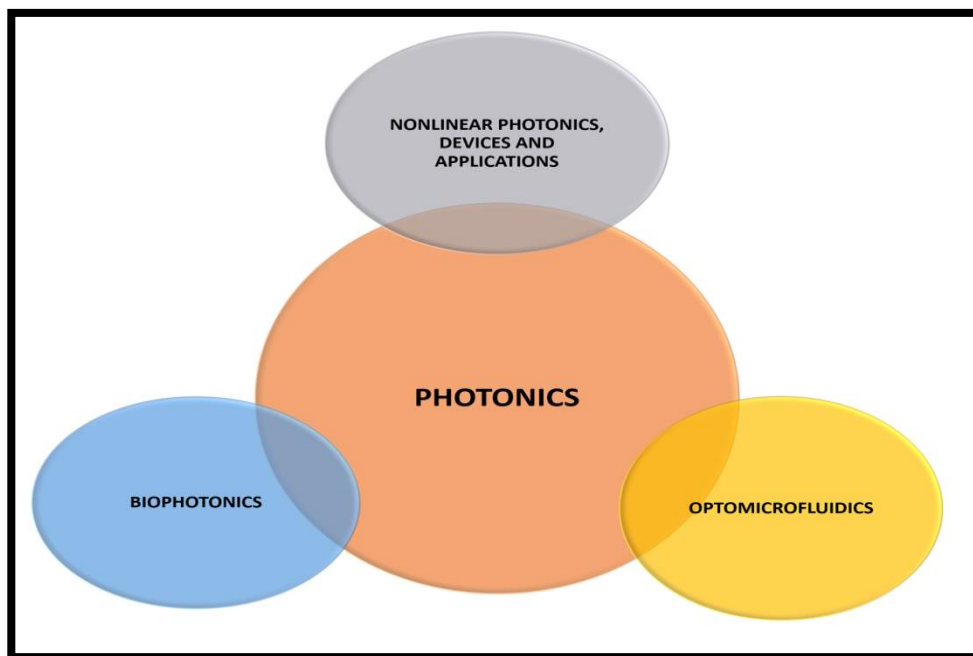 NONLINEAR PHOTONICS,
DEVICES AND
APPLICATIONS
PHOTONICS
BIOPHOTONICS
OPTOMICROFLUIDICS